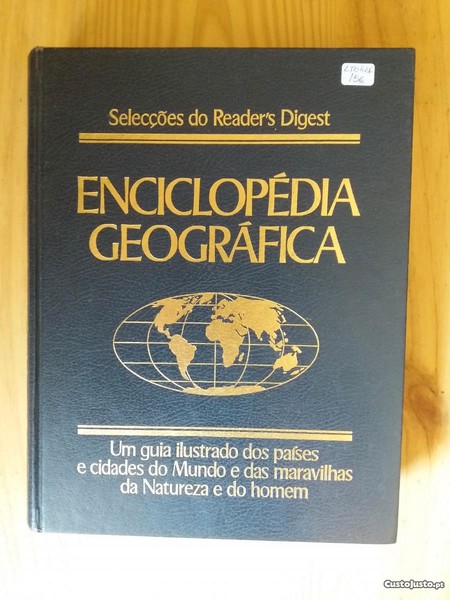 Selecções do Reader's Digest
ENCICLOPÉDIA
GEOGRÁFICA
Um guia ilustrado dos países
e cidades do Mundo e das maravilhas
da Natureza e do homem
CustoJusto.pt